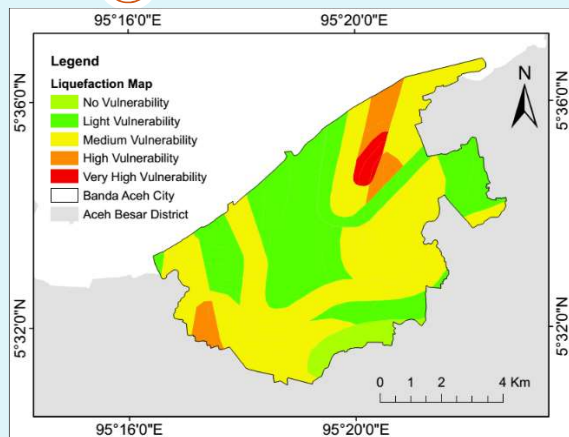 95°16'0"E
95°20'0"E
Legend
Liquefaction Map
No Vulnerability
Light Vulnerability
Medium Vulnerability
High Vulnerability
Very High Vulnerability
Banda Aceh City
Aceh Besar District
N
5°36'0"N
5°36'0"N
5°32'0"N
5°32'0"N
0 1 2 4 Km
95°16'0"E
95°20'0"E